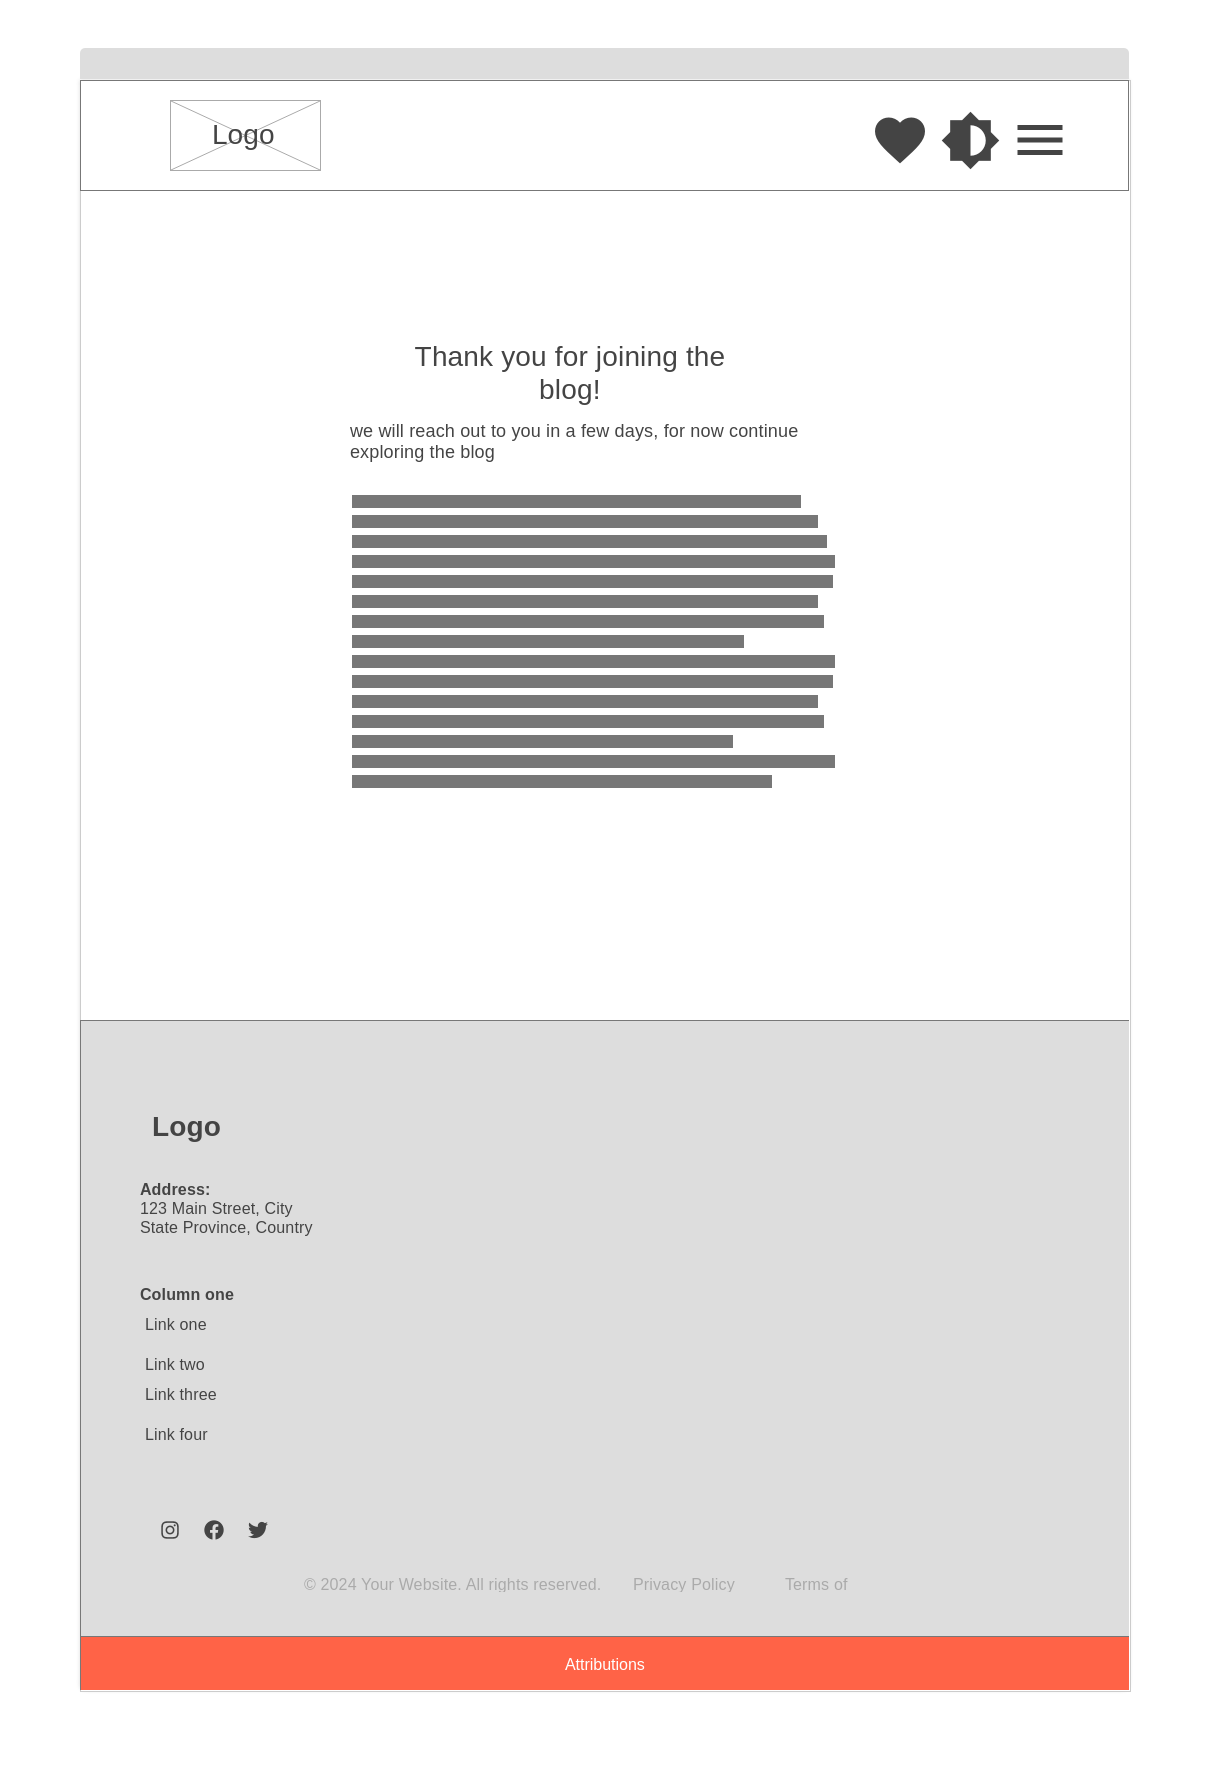 Logo
Thank you for joining the
blog!
we will reach out to you in a few days, for now continue
exploring the blog
Logo
Address:
123 Main Street, City
State Province, Country
Column one
Link one
Link two
Link three
Link four
© 2024 Your Website. All rights reserved. Privacy Policy Terms of
Attributions